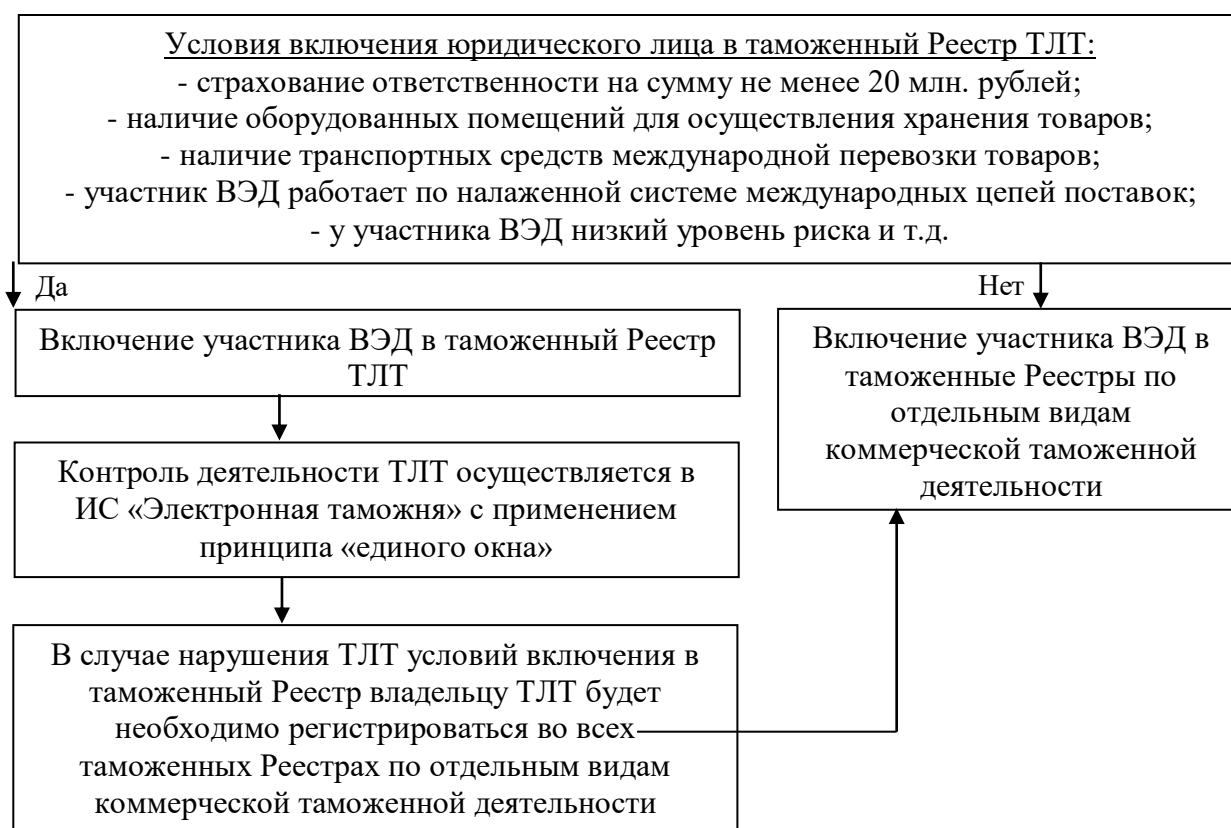 Условия включения юридического лица в таможенный Реестр ТЛТ:
- страхование ответственности на сумму не менее 20 млн. рублей;
- наличие оборудованных помещений для осуществления хранения товаров;
- наличие транспортных средств международной перевозки товаров;
- участник ВЭД работает по налаженной системе международных цепей поставок;
- у участника ВЭД низкий уровень риска и т.д.
Да
Нет
Включение участника ВЭД в таможенный Реестр
ТЛТ
Включение участника ВЭД в
таможенные Реестры по
отдельным видам
коммерческой таможенной
деятельности
Контроль деятельности ТЛТ осуществляется в
ИС «Электронная таможня» с применением
принципа «единого окна»
В случае нарушения ТЛТ условий включения в
таможенный Реестр владельцу ТЛТ будет
необходимо регистрироваться во всех
таможенных Реестрах по отдельным видам
коммерческой таможенной деятельности